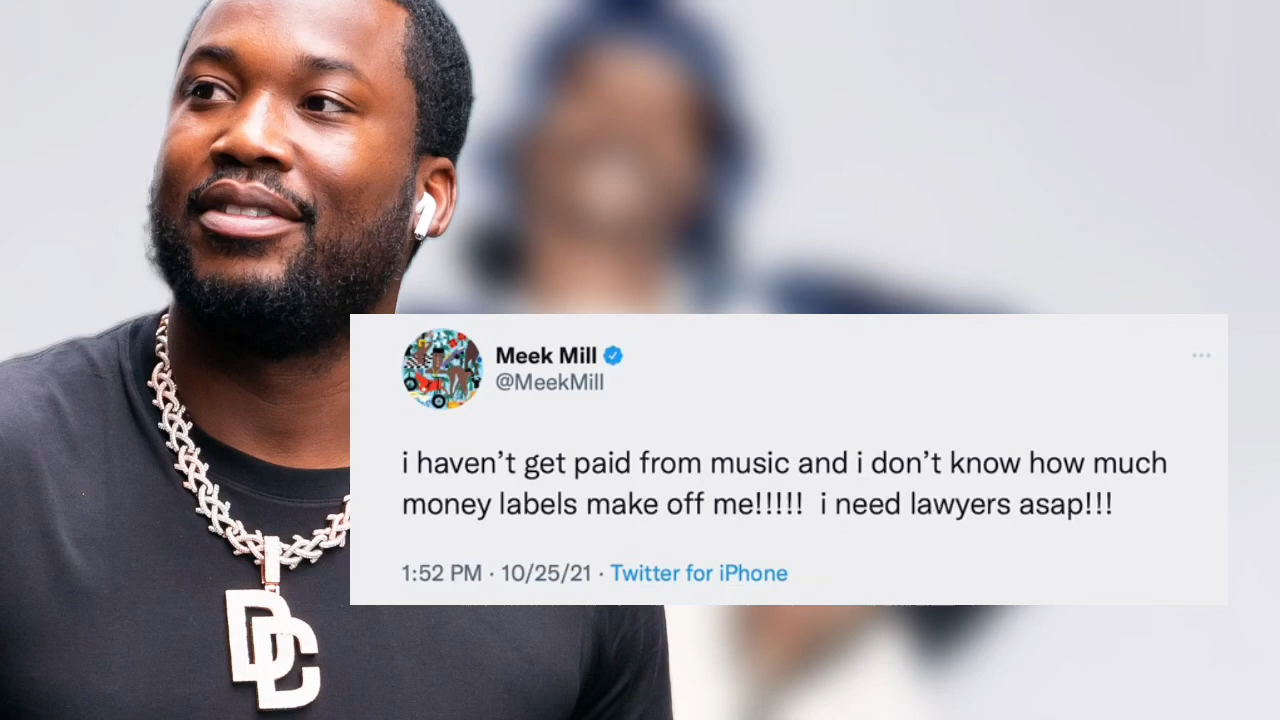 Meek Mill
@MeekMill
i haven’t get paid from music and i don’t know how much
money labels make off me!!!!!  i need lawyers asap!!!
1:52 PM · 10/25/21 · Twitter for iPhone
DC